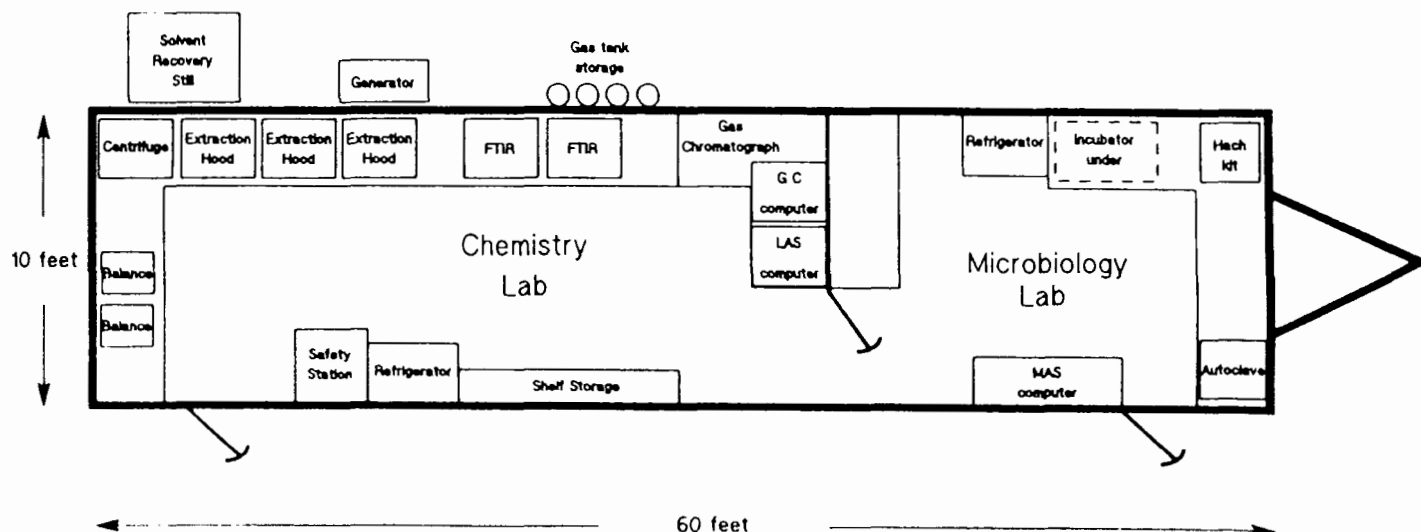 Solvent
Recovery
Still
Generator
Gas tank
storage
Centrifuge
Extraction
Hood
Extraction
Hood
Extraction
Hood
FTIR
FTIR
Gas
Chromatograph
G C
computer
LAS
computer
Refrigerator
Incubator
under
Hach
kit
10 feet
Balance
Balance
Chemistry
Lab
Microbiology
Lab
Safety
Station
Refrigerator
Shelf Storage
MAS
computer
Autoclave
60 feet